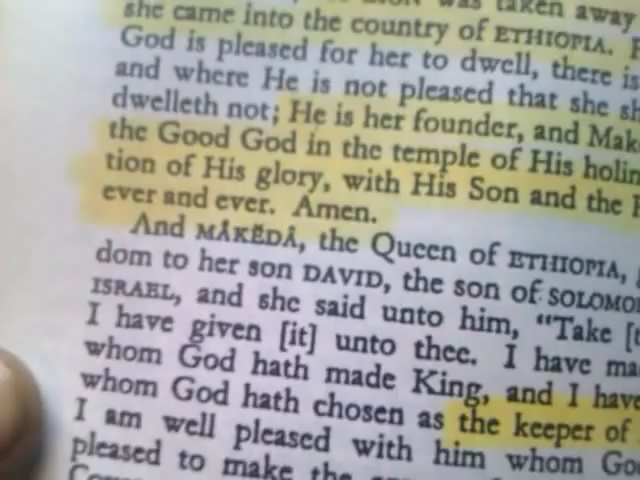 was taken away
she came into the country of ETHIOPIA.
God is pleased for her to dwell, there is
and where He is not pleased that she sh
dwelleth not; He is her founder, and Mak
the Good God in the temple of His holin
tion of His glory, with His Son and the
ever and ever. Amen.
And MÂKĔDÂ, the Queen of ETHIOPIA,
dom to her son DAVID, the son of SOLOMO
ISRAEL, and she said unto him, “Take [
I have given [it] unto thee. I have ma
whom God hath made King, and I have
whom God hath chosen as the keeper of
I am well pleased with him whom Go
pleased to make the